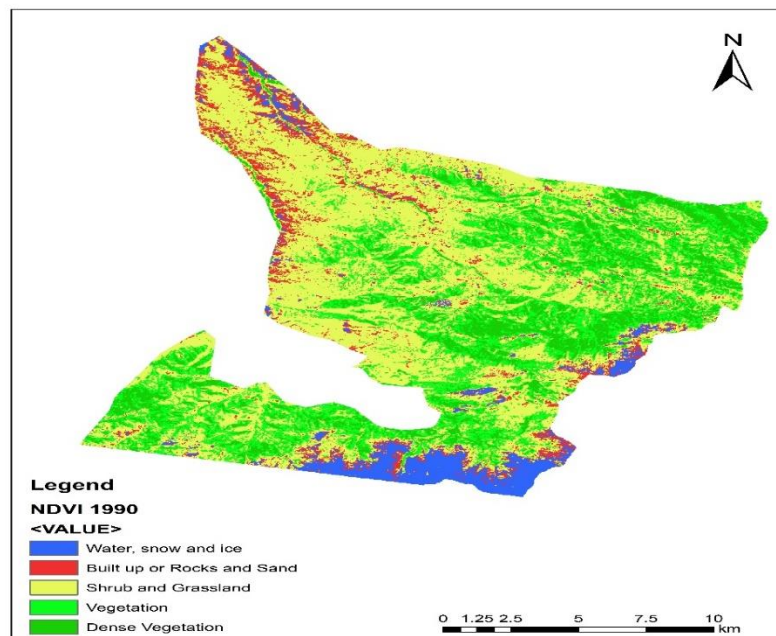 N
Legend
NDVI 1990
<VALUE>
Water, snow and ice
Built up or Rocks and Sand
Shrub and Grassland
Vegetation
Dense Vegetation
0 1.25 2.5 5 7.5 10
km